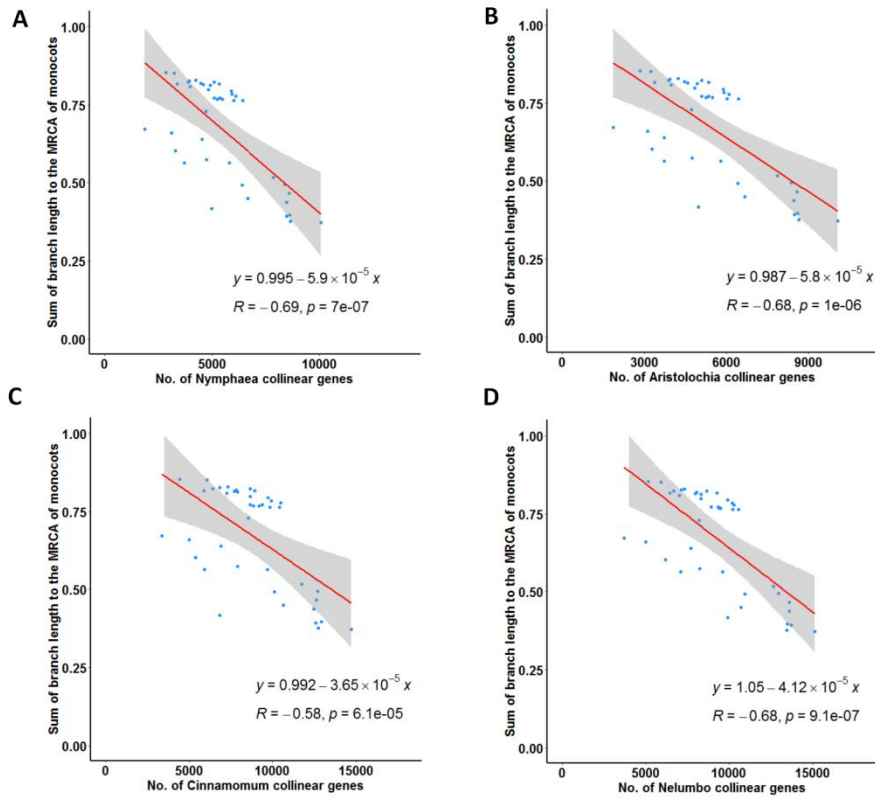 A
Sum of branch length to the MRCA of monocots
1.00
0.75
0.50
0.25
0.00
y = 0.995 − 5.9 × 10⁻⁵ x
R = −0.69, p = 7e-07
0
5000
10000
No. of Nymphaea collinear genes
B
Sum of branch length to the MRCA of monocots
1.00
0.75
0.50
0.25
0.00
y = 0.987 − 5.8 × 10⁻⁵ x
R = −0.68, p = 1e-06
0
3000
6000
9000
No. of Aristolochia collinear genes
C
Sum of branch length to the MRCA of monocots
1.00
0.75
0.50
0.25
0.00
y = 0.992 − 3.65 × 10⁻⁵ x
R = −0.58, p = 6.1e-05
0
5000
10000
15000
No. of Cinnamomum collinear genes
D
Sum of branch length to the MRCA of monocots
1.00
0.75
0.50
0.25
0.00
y = 1.05 − 4.12 × 10⁻⁵ x
R = −0.68, p = 9.1e-07
0
5000
10000
15000
No. of Nelumbo collinear genes